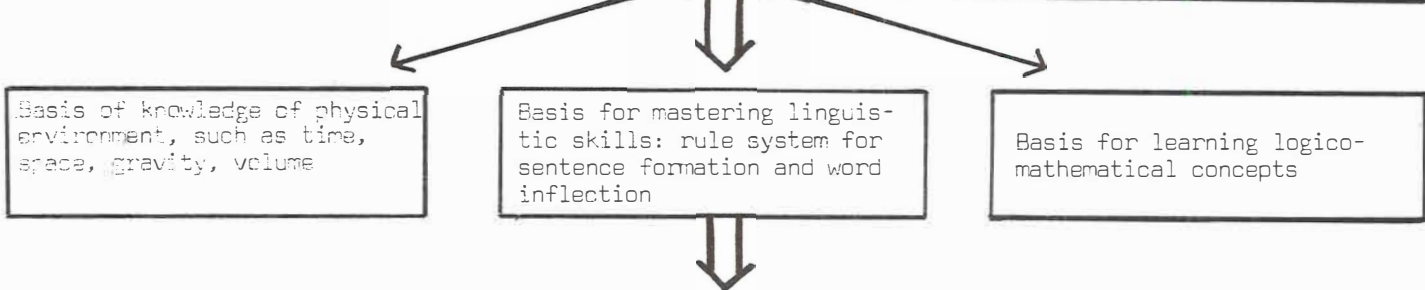 Basis of knowledge of physical
environment, such as time,
space, gravity, volume
Basis for mastering linguis-
tic skills: rule system for
sentence formation and word
inflection
Basis for learning logico-
mathematical concepts